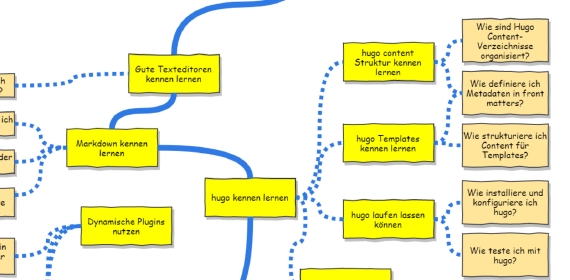 Gute Texteditoren
kennen lernen
Markdown kennen
lernen
hugo kennen lernen
Dynamische Plugins
nutzen
hugo content
Struktur kennen
lernen
hugo Templates
kennen lernen
hugo laufen lassen
können
Wie sind Hugo
Content-
Verzeichnisse
organisiert?
Wie definiere ich
Metadaten in front
matters?
Wie strukturiere ich
Content für
Templates?
Wie installiere und
konfiguriere ich
hugo?
Wie teste ich mit
hugo?
h
?
ich
der
e
in
r